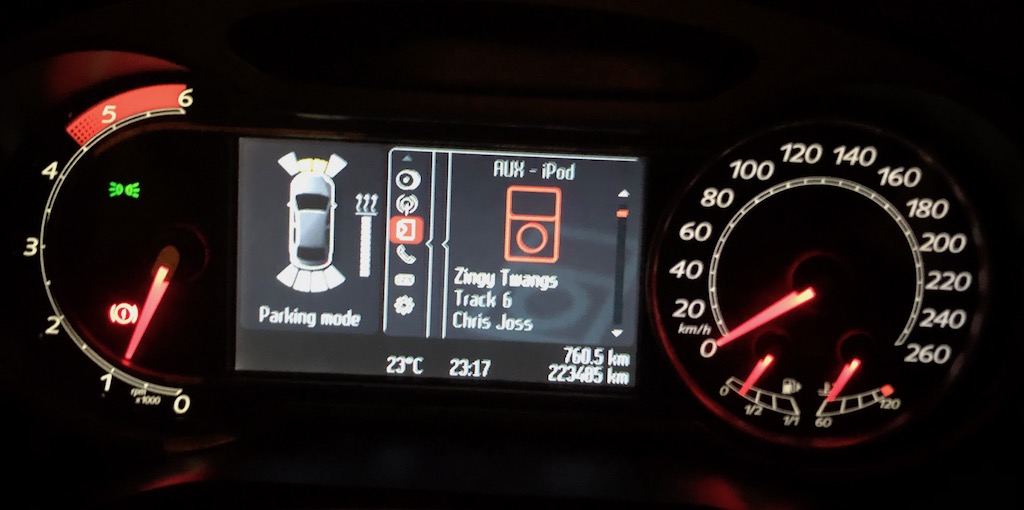 6
5
4
3
2
1
0
rpm
x1000
Parking mode
AUX - iPod
Zingy Twangs
Track 6
Chris Joss
23°C
23:17
760.5 km
223485 km
0
20
40
60
80
100
120
140
160
180
200
220
240
260
km/h
0
1/2
1/1
60
120